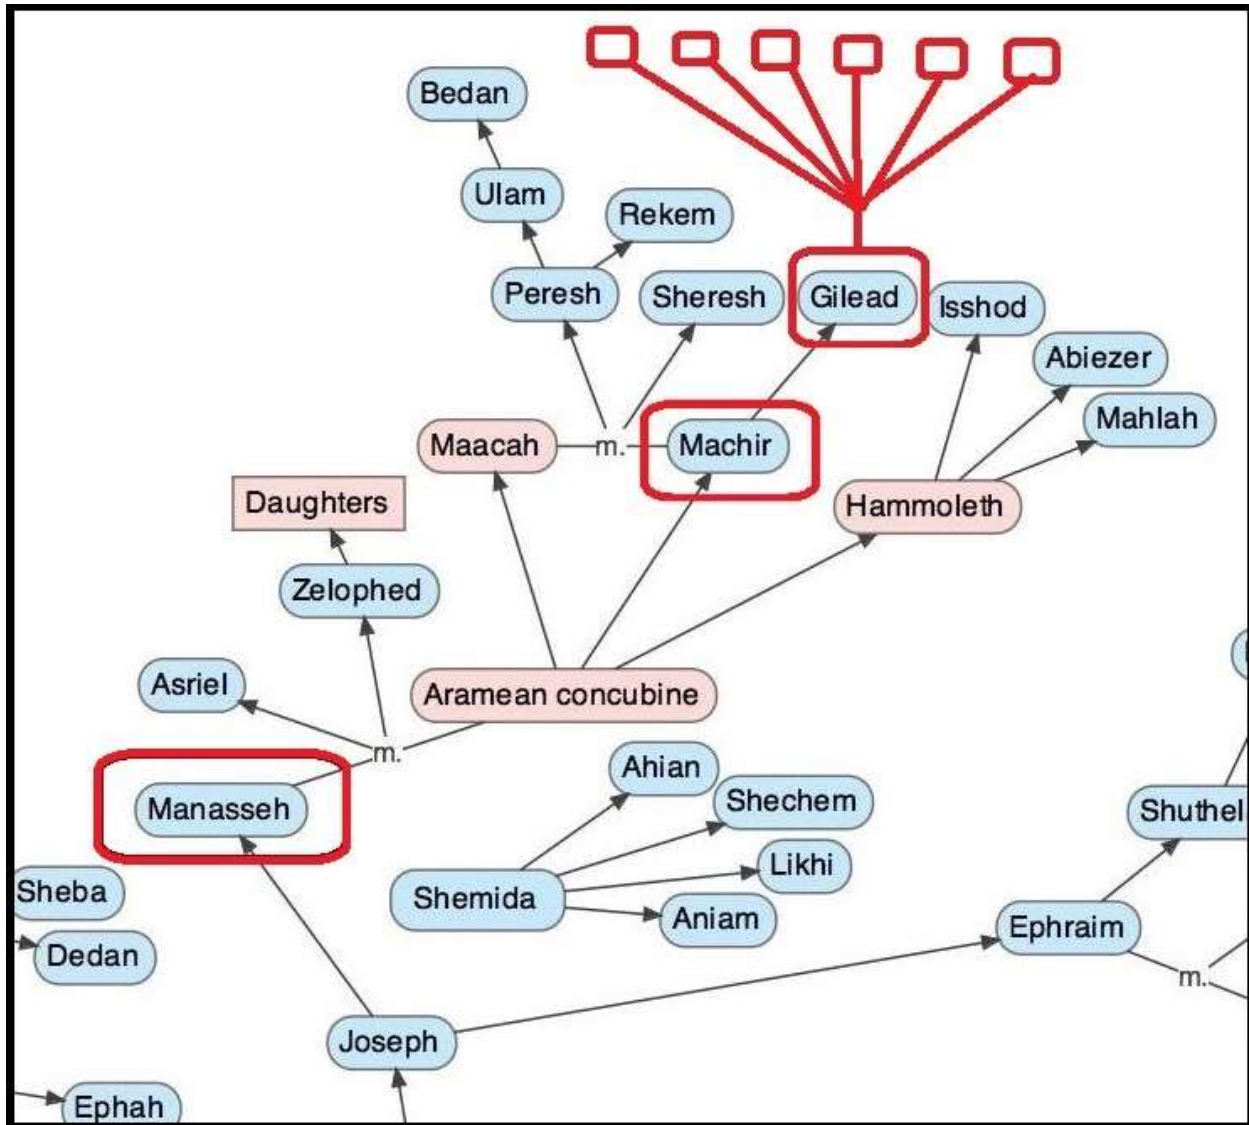 Bedan
Ulam
Rekem
Peresh
Sheresh
Gilead
Isshod
Abiezer
Mahlah
Maacah
m.
Machir
Daughters
Hammoleth
Zelophed
Asriel
Aramean concubine
m.
Manasseh
Ahian
Shechem
Shuthel
Likhi
Sheba
Shemida
Aniam
Ephraim
Dedan
m.
Joseph
Ephah